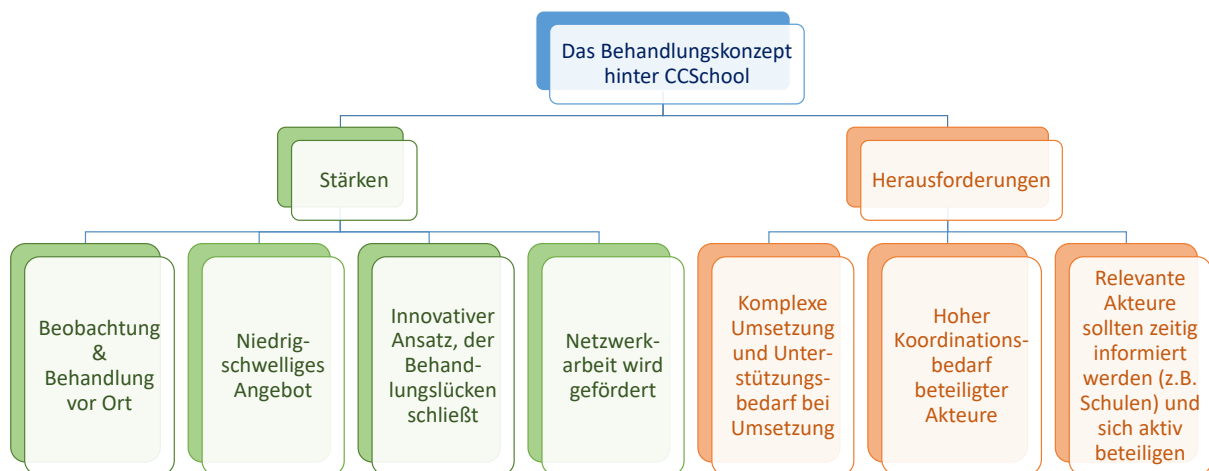 Das Behandlungskonzept
hinter CCSchool
Stärken
Herausforderungen
Beobachtung
&
Behandlung
vor Ort
Niedrig-
schwelliges
Angebot
Innovativer
Ansatz, der
Behand-
lungslücken
schließt
Netzwerk-
arbeit wird
gefördert
Komplexe
Umsetzung
und Unter-
stützungs-
bedarf bei
Umsetzung
Hoher
Koordinations-
bedarf
beteiligter
Akteure
Relevante
Akteure
sollten zeitig
informiert
werden (z.B.
Schulen) und
sich aktiv
beteiligen